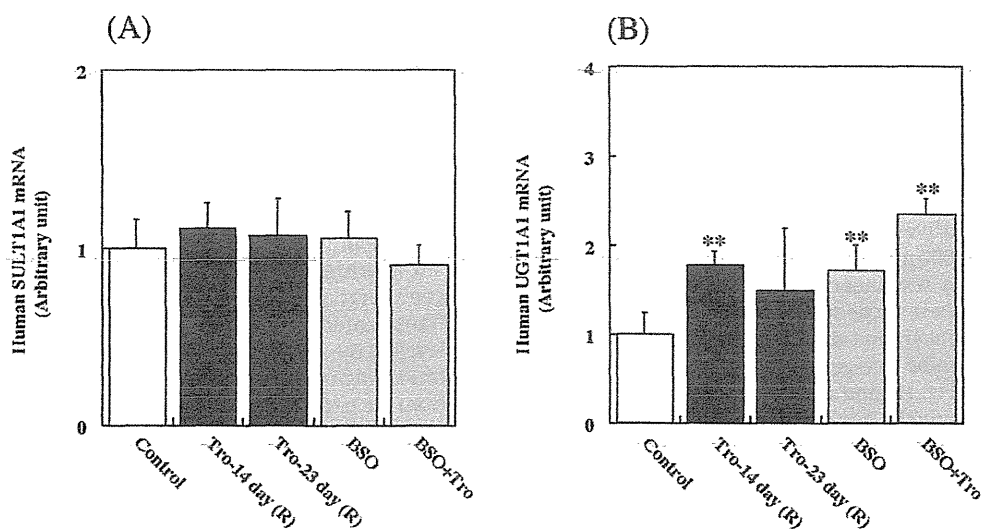 (A)
Human SULT1A1 mRNA
(Arbitrary unit)
2
1
0
Control
Tro-14 day (R)
Tro-23 day (R)
BSO
BSO+Tro
(B)
Human UGT1A1 mRNA
(Arbitrary unit)
4
3
2
1
0
**
**
**
Control
Tro-14 day (R)
Tro-23 day (R)
BSO
BSO+Tro